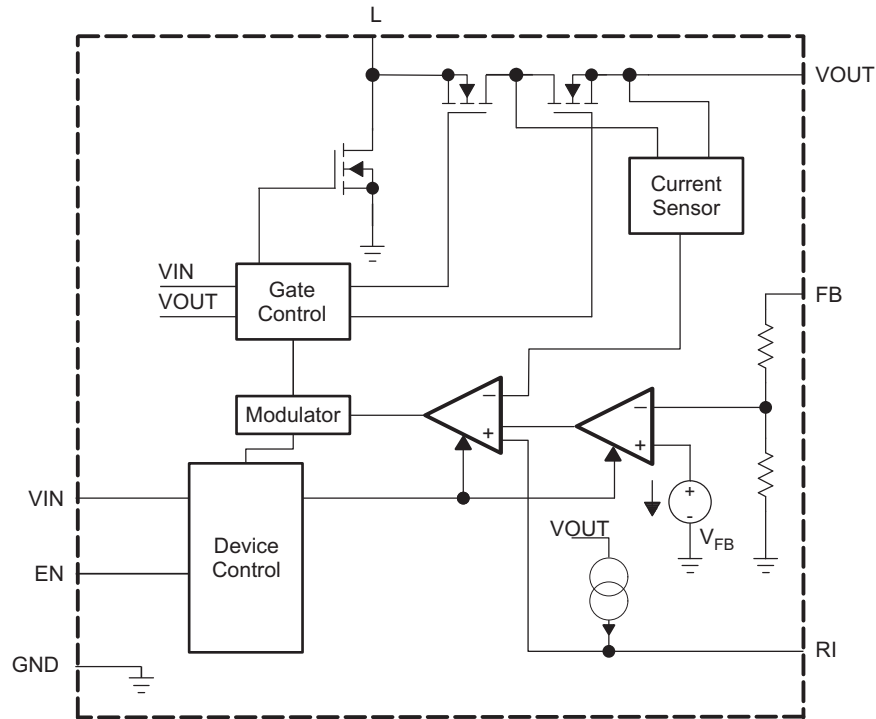 L
VOUT
Current
Sensor
VIN
VOUT
Gate
Control
FB
Modulator
−
+
−
+
VIN
Device
Control
EN
+
-
VFB
VOUT
GND
RI